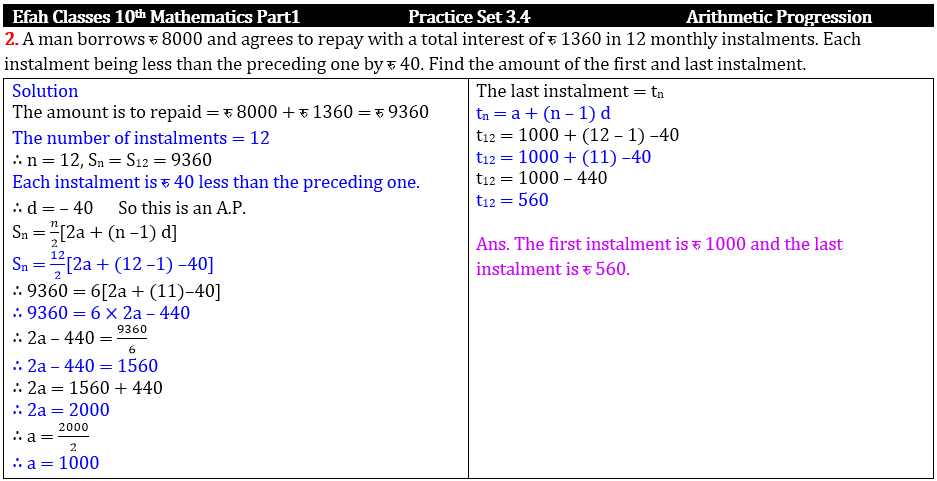 Efah Classes 10th Mathematics Part1 Practice Set 3.4 Arithmetic Progression
2. A man borrows रु 8000 and agrees to repay with a total interest of रु 1360 in 12 monthly instalments. Each
instalment being less than the preceding one by रु 40. Find the amount of the first and last instalment.
Solution
The amount is to repaid = रु 8000 + रु 1360 = रु 9360
The number of instalments = 12
∴ n = 12, Sn = S12 = 9360
Each instalment is रु 40 less than the preceding one.
∴ d = – 40 So this is an A.P.
Sn = n/2[2a + (n –1) d]
Sn = 12/2[2a + (12 –1) –40]
∴ 9360 = 6[2a + (11)–40]
∴ 9360 = 6 × 2a – 440
∴ 2a – 440 = 9360/6
∴ 2a – 440 = 1560
∴ 2a = 1560 + 440
∴ 2a = 2000
∴ a = 2000/2
∴ a = 1000
The last instalment = tn
tn = a + (n – 1) d
t12 = 1000 + (12 – 1) –40
t12 = 1000 + (11) –40
t12 = 1000 – 440
t12 = 560
Ans. The first instalment is रु 1000 and the last
instalment is रु 560.